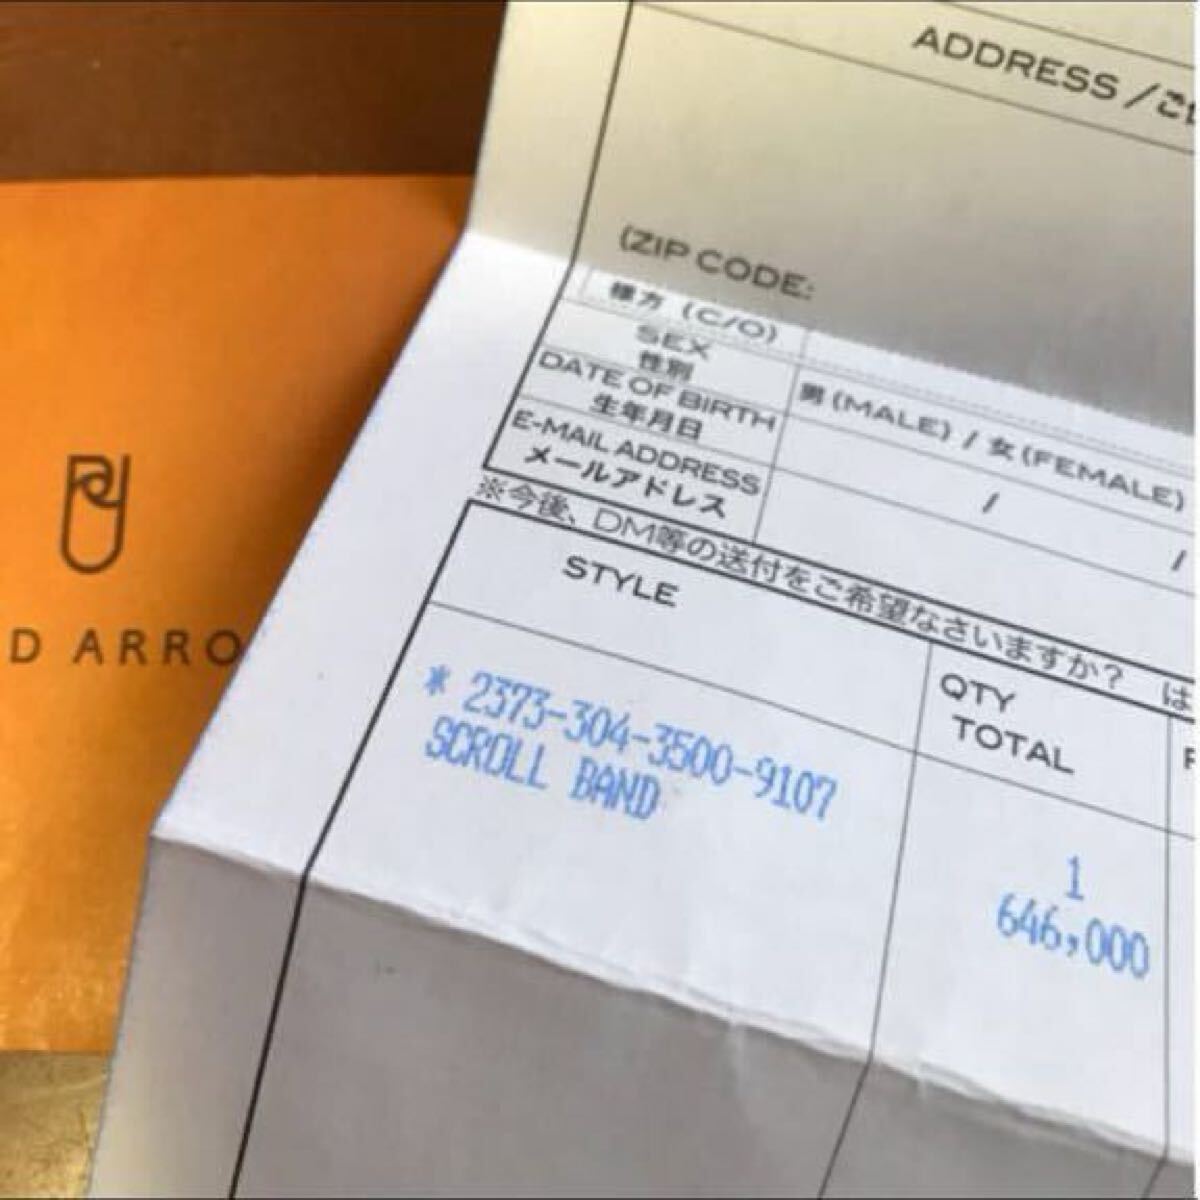 ADDRESS / ご
(ZIP CODE:
様方 (C/O)
SEX
性別
男 (MALE) / 女 (FEMALE)
DATE OF BIRTH
生年月日
/ /
E-MAIL ADDRESS
メールアドレス
※今後、DM等の送付をご希望なさいますか? は
STYLE
QTY
TOTAL
* 2373-304-3500-9107
SCROLL BAND
1
646,000
D ARRO